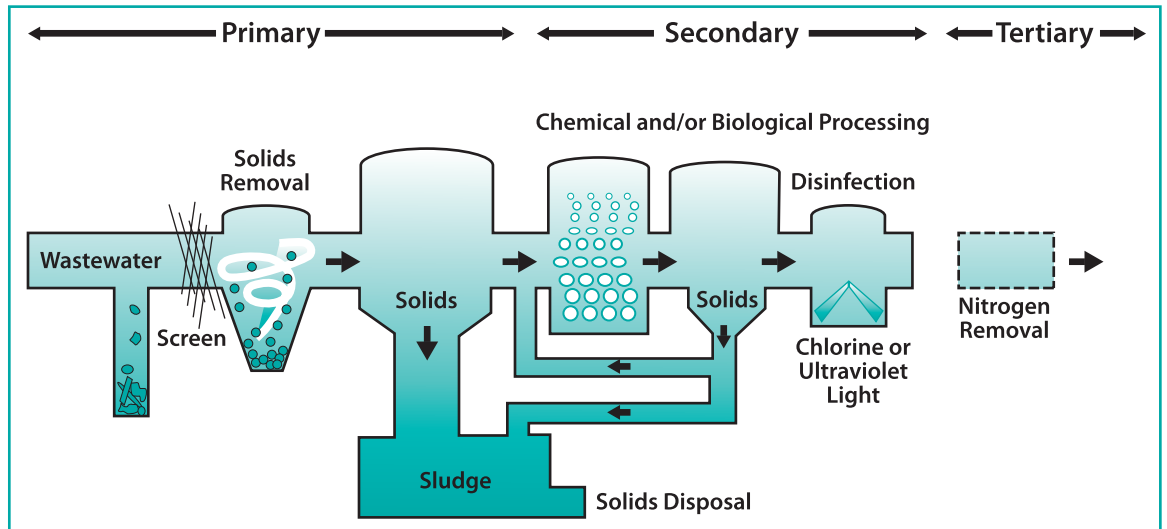 Primary
Secondary
Tertiary
Chemical and/or Biological Processing
Solids
Removal
Disinfection
Wastewater
Screen
Solids
Solids
Nitrogen
Removal
Chlorine or
Ultraviolet
Light
Sludge
Solids Disposal